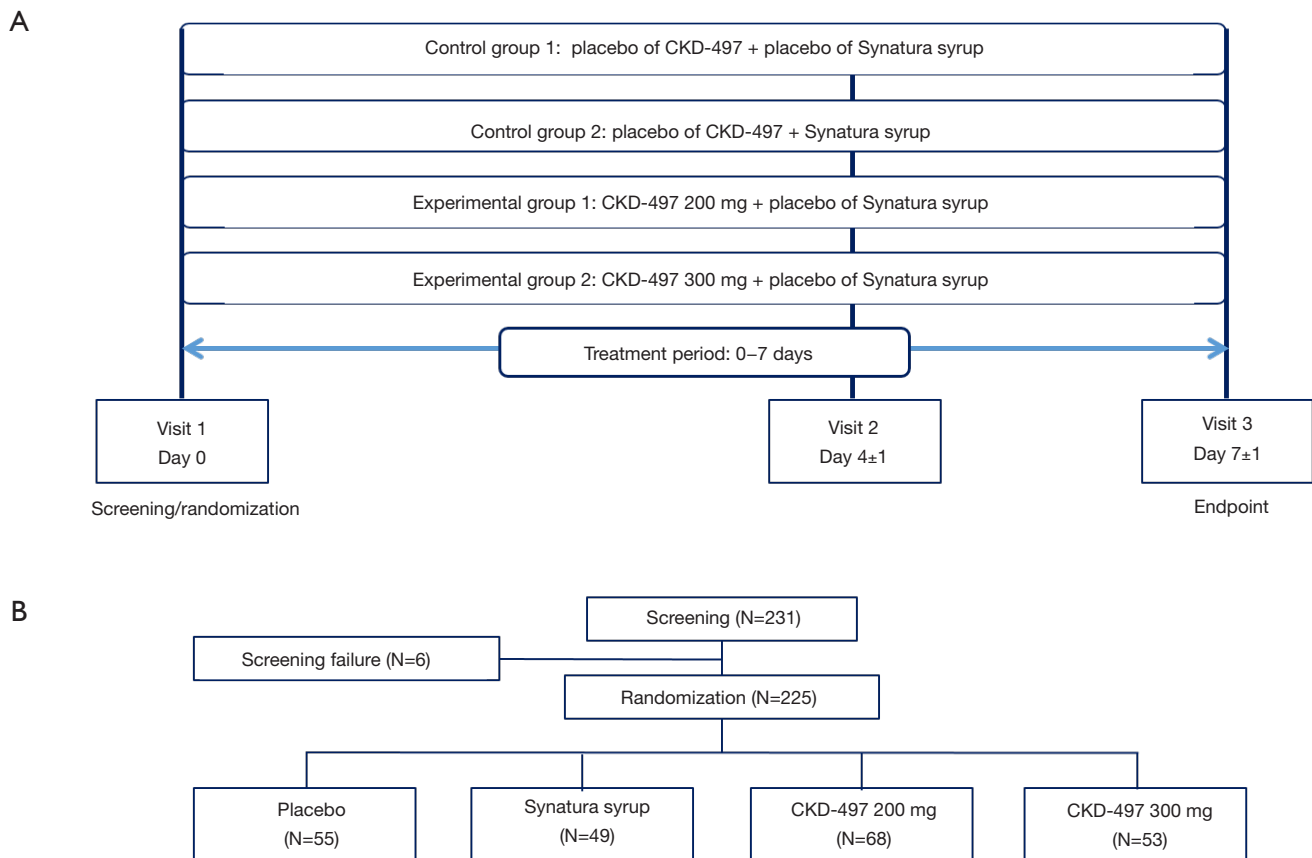 A
Control group 1: placebo of CKD-497 + placebo of Synatura syrup
Control group 2: placebo of CKD-497 + Synatura syrup
Experimental group 1: CKD-497 200 mg + placebo of Synatura syrup
Experimental group 2: CKD-497 300 mg + placebo of Synatura syrup
Treatment period: 0–7 days
Visit 1
Day 0
Visit 2
Day 4±1
Visit 3
Day 7±1
Screening/randomization
Endpoint
B
Screening (N=231)
Screening failure (N=6)
Randomization (N=225)
Placebo
(N=55)
Synatura syrup
(N=49)
CKD-497 200 mg
(N=68)
CKD-497 300 mg
(N=53)